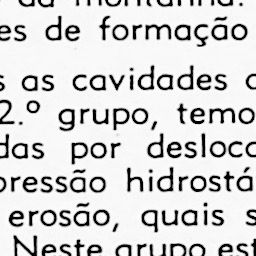 da montanha.
es de formação
s as cavidades
2.º grupo, temo
das por desloca
pressão hidrostá
erosão, quais s
Neste grupo est